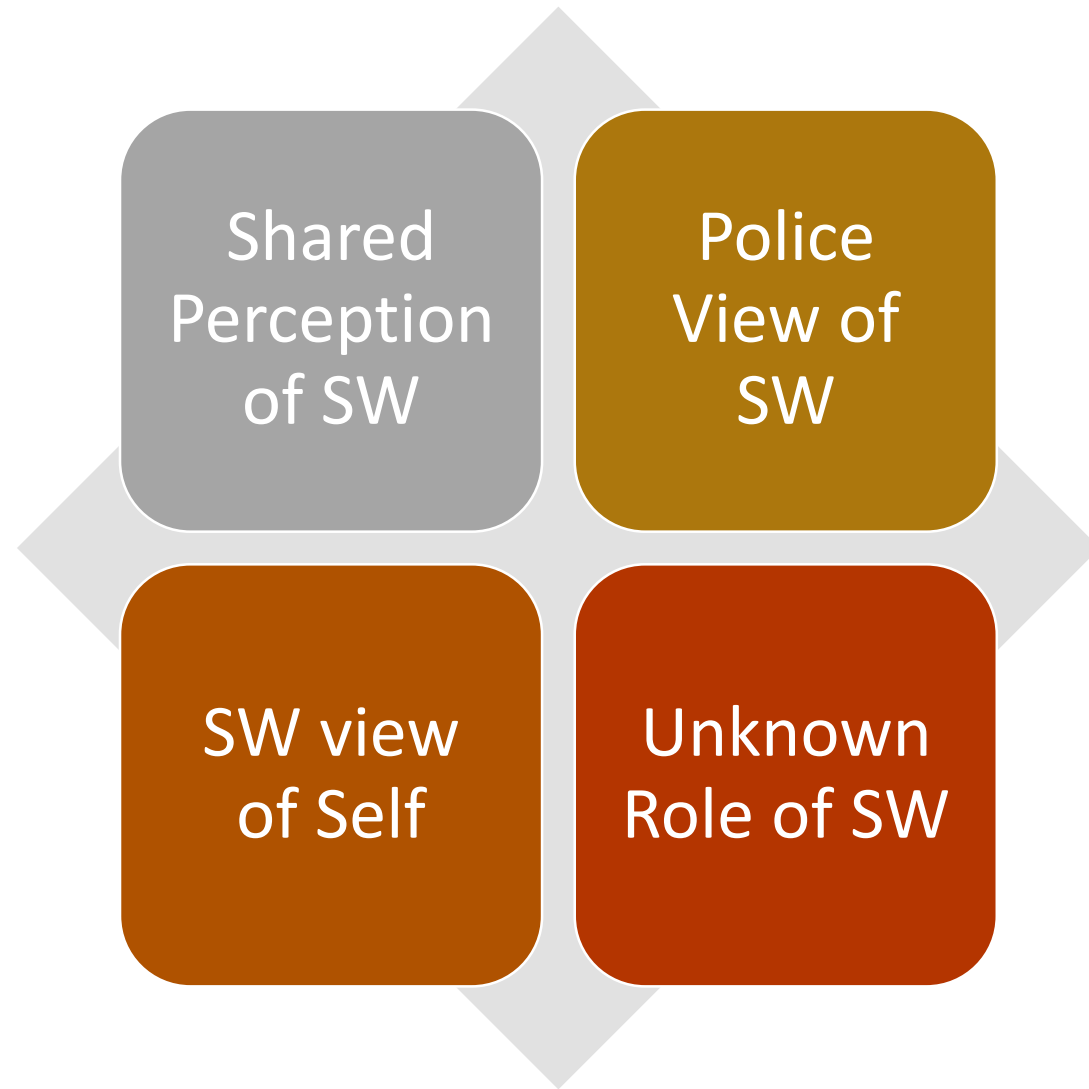 Shared
Perception
of SW
Police
View of
SW
SW view
of Self
Unknown
Role of SW